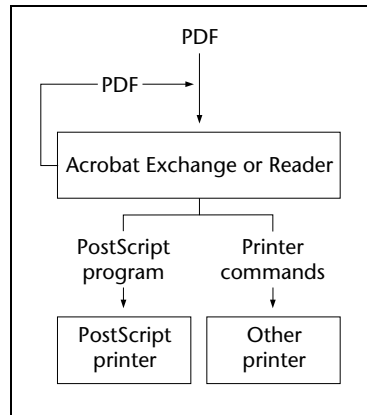 PDF
PDF
Acrobat Exchange or Reader
PostScript
program
Printer
commands
PostScript
printer
Other
printer